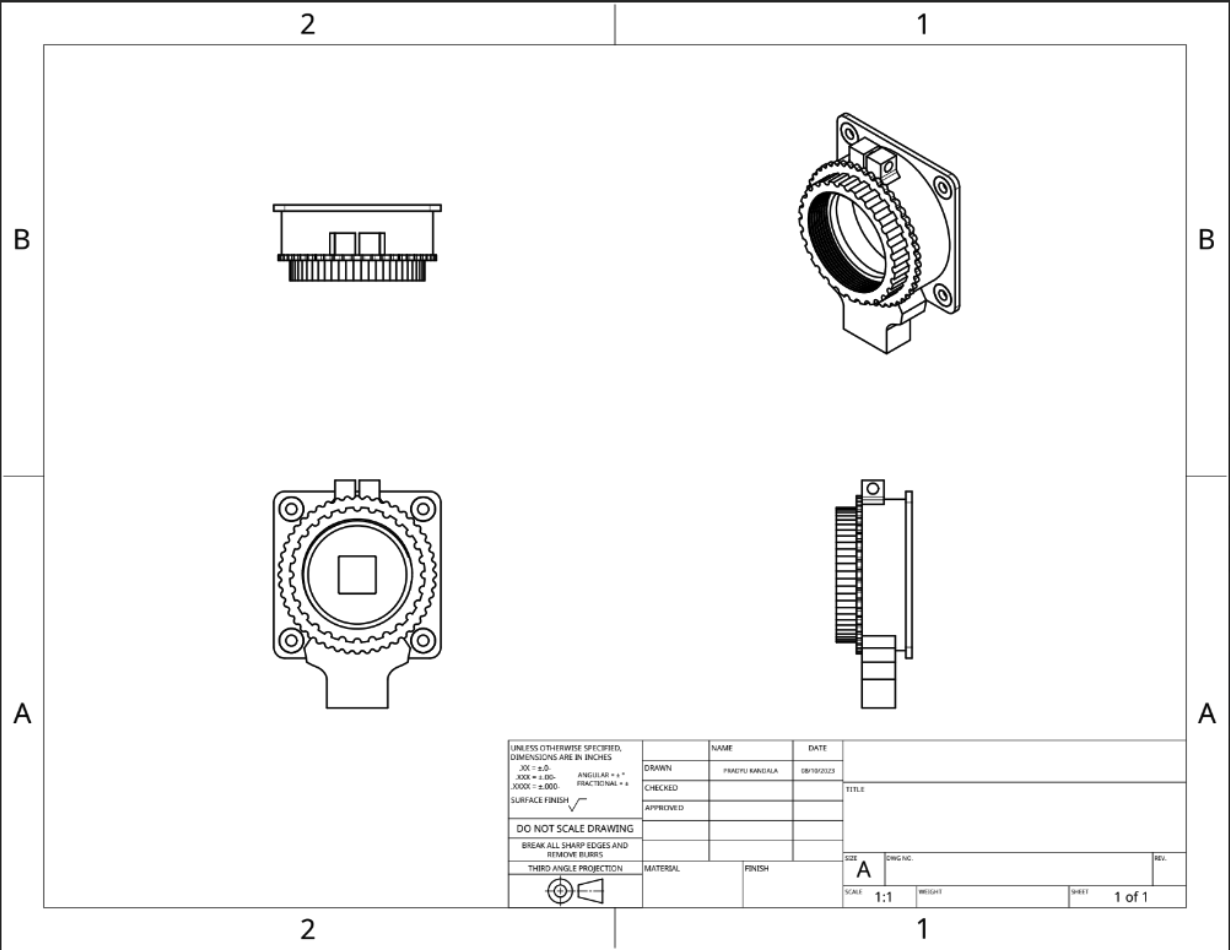 2
1
B
B
A
A
UNLESS OTHERWISE SPECIFIED,
DIMENSIONS ARE IN INCHES
.XX = ±.0-
.XXX = ±.00-
.XXXX = ±.000-
ANGULAR = ± °
FRACTIONAL = ±
SURFACE FINISH
DO NOT SCALE DRAWING
BREAK ALL SHARP EDGES AND
REMOVE BURRS
THIRD ANGLE PROJECTION
NAME
DATE
DRAWN
PRADYU KANDALA
08/10/2023
CHECKED
APPROVED
MATERIAL
FINISH
TITLE
SIZE
A
DWG NO.
REV.
SCALE
1:1
WEIGHT
SHEET
1 of 1
2
1